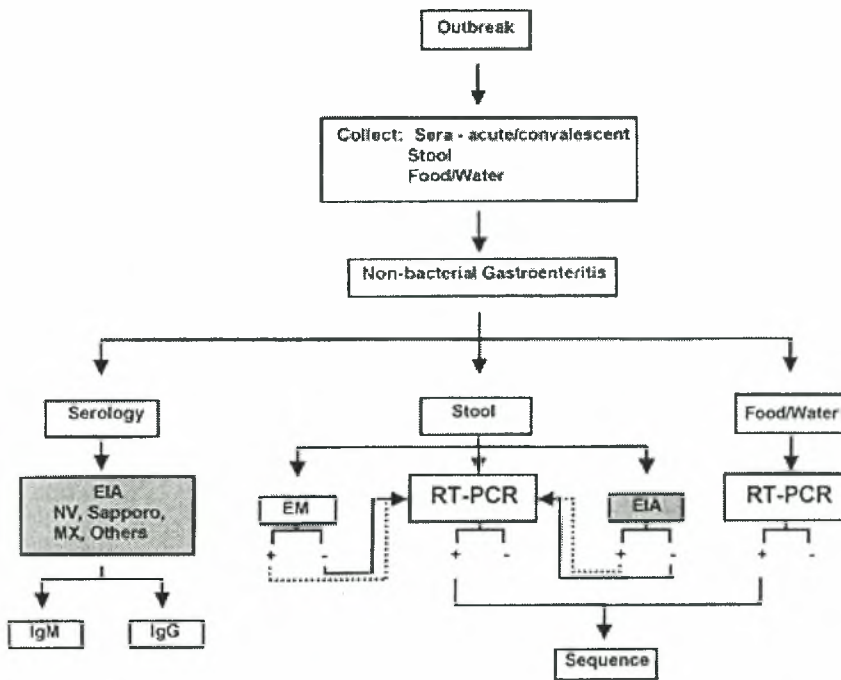 Outbreak
Collect: Sera - acute/convalescent
Stool
Food/Water
Non-bacterial Gastroenteritis
Serology
Stool
Food/Water
EIA
NV, Sapporo,
MX, Others
EM
RT-PCR
EIA
RT-PCR
+ -
+ -
+ -
+ -
IgM
IgG
Sequence